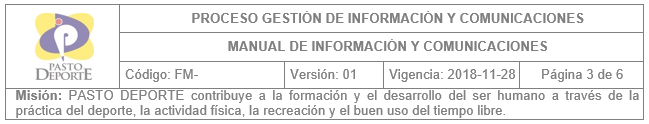 PROCESO GESTIÓN DE INFORMACIÓN Y COMUNICACIONES
MANUAL DE INFORMACIÓN Y COMUNICACIONES
PASTO
DEPORTE
Código: FM-
Versión: 01
Vigencia: 2018-11-28
Página 3 de 6
Misión: PASTO DEPORTE contribuye a la formación y el desarrollo del ser humano a través de la
práctica del deporte, la actividad física, la recreación y el buen uso del tiempo libre.